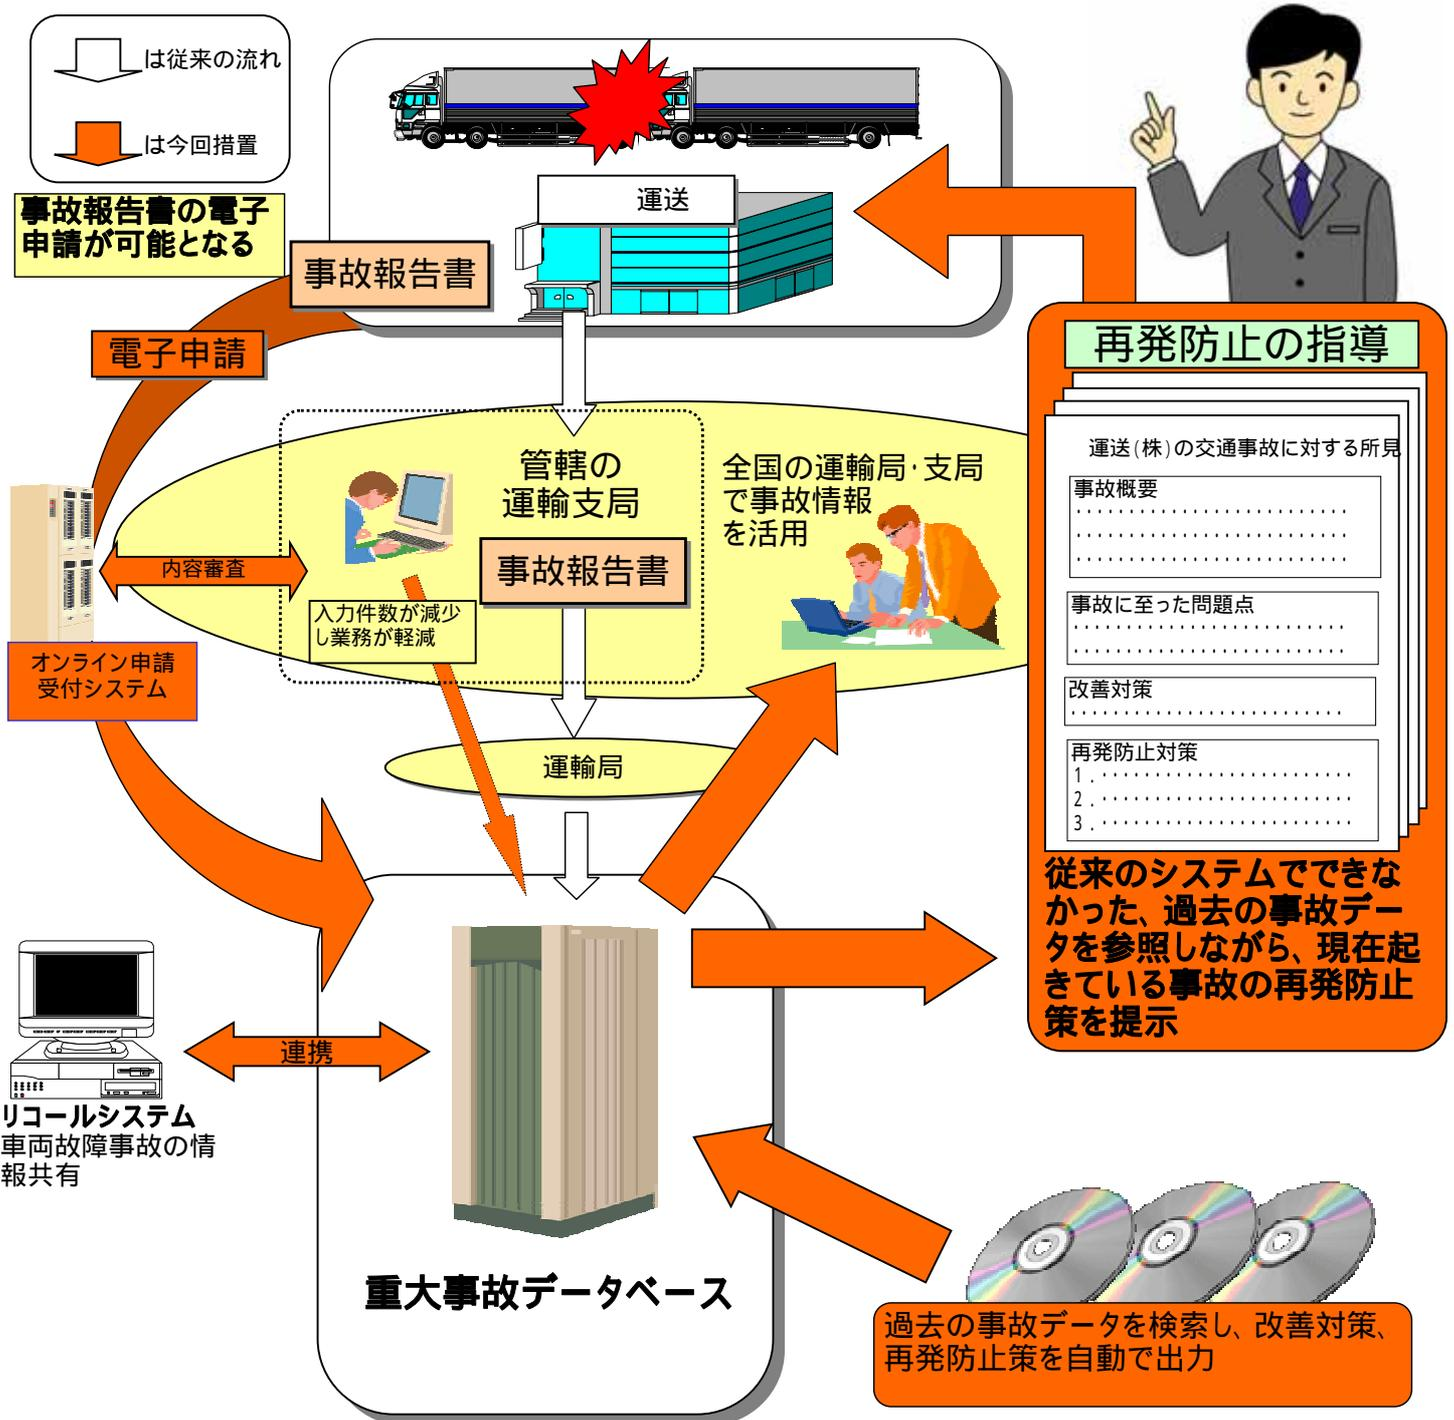 は従来の流れ
は今回措置
事故報告書の電子
申請が可能となる
運送
事故報告書
電子申請
管轄の
運輸支局
事故報告書
全国の運輸局・支局
で事故情報
を活用
内容審査
入力件数が減少
し業務が軽減
オンライン申請
受付システム
運輸局
再発防止の指導
運送(株)の交通事故に対する所見
事故概要
・・・・・・・・・・・・・・・・・・・・・・・・・・
・・・・・・・・・・・・・・・・・・・・・・・・・・
・・・・・・・・・・・・・・・・・・・・・・・・・・
事故に至った問題点
・・・・・・・・・・・・・・・・・・・・・・・・・・
・・・・・・・・・・・・・・・・・・・・・・・・・・
改善対策
・・・・・・・・・・・・・・・・・・・・・・・・・・
再発防止対策
1.・・・・・・・・・・・・・・・・・・・・・・・・
2.・・・・・・・・・・・・・・・・・・・・・・・・
3.・・・・・・・・・・・・・・・・・・・・・・・・
従来のシステムでできな
かった、過去の事故デー
タを参照しながら、現在起
きている事故の再発防止
策を提示
連携
リコールシステム
車両故障事故の情
報共有
重大事故データベース
過去の事故データを検索し、改善対策、
再発防止策を自動で出力